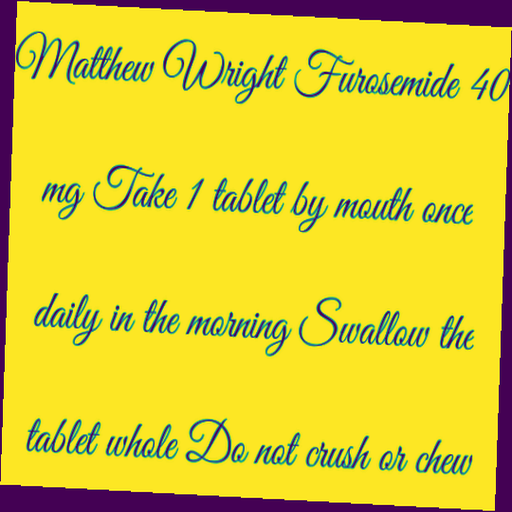 Matthew Wright Furosemide 40
mg Take 1 tablet by mouth once
daily in the morning Swallow the
tablet whole Do not crush or chew